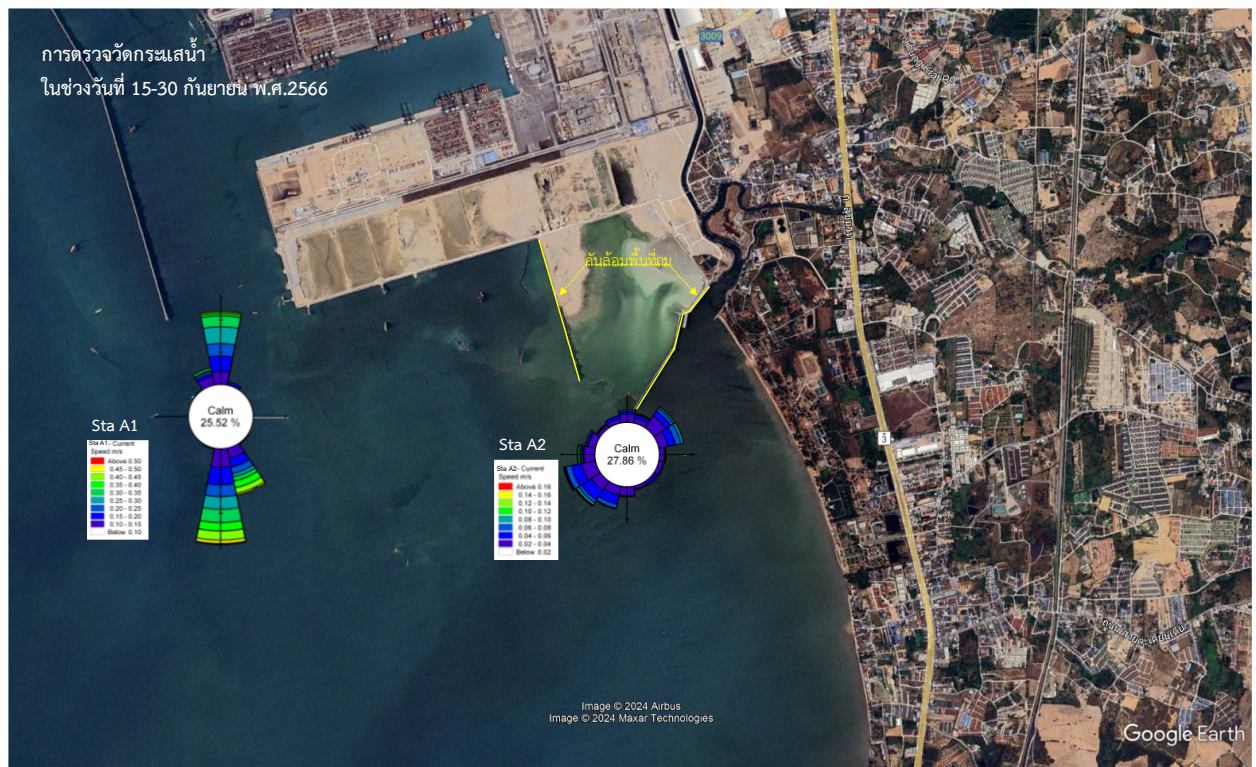 การตรวจวัดกระแสน้ำ
ในช่วงวันที่ 15-30 กันยายน พ.ศ.2566
3009
คันล้อมพื้นที่ถม
3
Calm
25.52 %
Sta A1
Sta A1- Current
Speed m/s
Above 0.50
0.45 - 0.50
0.40 - 0.45
0.35 - 0.40
0.30 - 0.35
0.25 - 0.30
0.20 - 0.25
0.15 - 0.20
0.10 - 0.15
Below 0.10
Calm
27.86 %
Sta A2
Sta A2- Current
Speed m/s
Above 0.16
0.14 - 0.16
0.12 - 0.14
0.10 - 0.12
0.08 - 0.10
0.06 - 0.08
0.04 - 0.06
0.02 - 0.04
Below 0.02
Image © 2024 Airbus
Image © 2024 Maxar Technologies
Google Earth